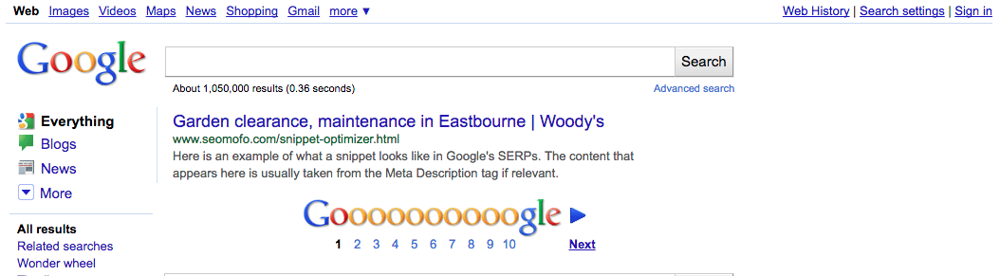 Web Images Videos Maps News Shopping Gmail more ▼
Web History | Search settings | Sign in
Google
Search
About 1,050,000 results (0.36 seconds)
Advanced search
Everything
Blogs
News
More
All results
Related searches
Wonder wheel
Garden clearance, maintenance in Eastbourne | Woody's
www.seomofo.com/snippet-optimizer.html
Here is an example of what a snippet looks like in Google's SERPs. The content that
appears here is usually taken from the Meta Description tag if relevant.
Goooooooooogle
1 2 3 4 5 6 7 8 9 10 Next